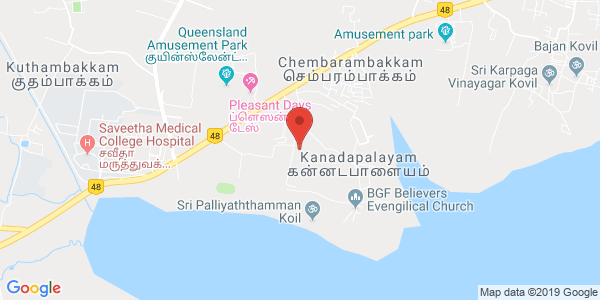 48
Queensland
Amusement Park
குயின்ஸ்லேண்ட்...
Amusement park
Bajan Kovil
Kuthambakkam
குதம்பாக்கம்
Chembarambakkam
செம்பரம்பாக்கம்
Sri Karpaga
Vinayagar Kovil
Pleasant Days
ப்ளெஸண்ட்
டேஸ்
Saveetha Medical
College Hospital
சவீதா
மருத்துவக்...
H
48
Kanadapalayam
கன்னடபாளையம்
48
BGF Believers
Evengilical Church
Sri Palliyaththamman
Koil
Google
Map data ©2019 Google